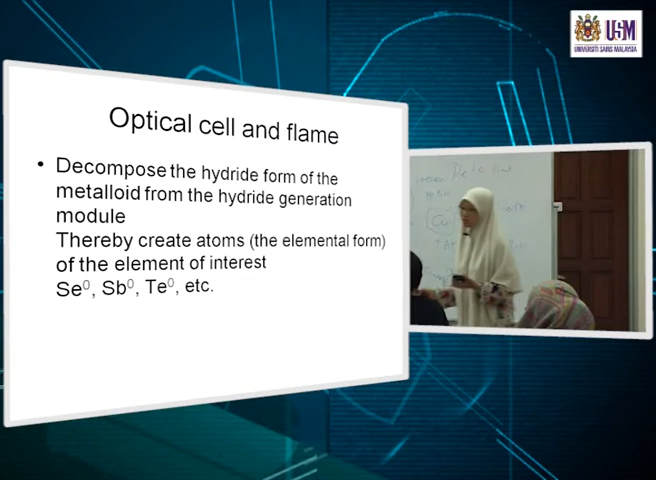 Optical cell and flame
• Decompose the hydride form of the
metalloid from the hydride generation
module
Thereby create atoms (the elemental form)
of the element of interest
Se⁰, Sb⁰, Te⁰, etc.
USM
UNIVERSITI SAINS MALAYSIA